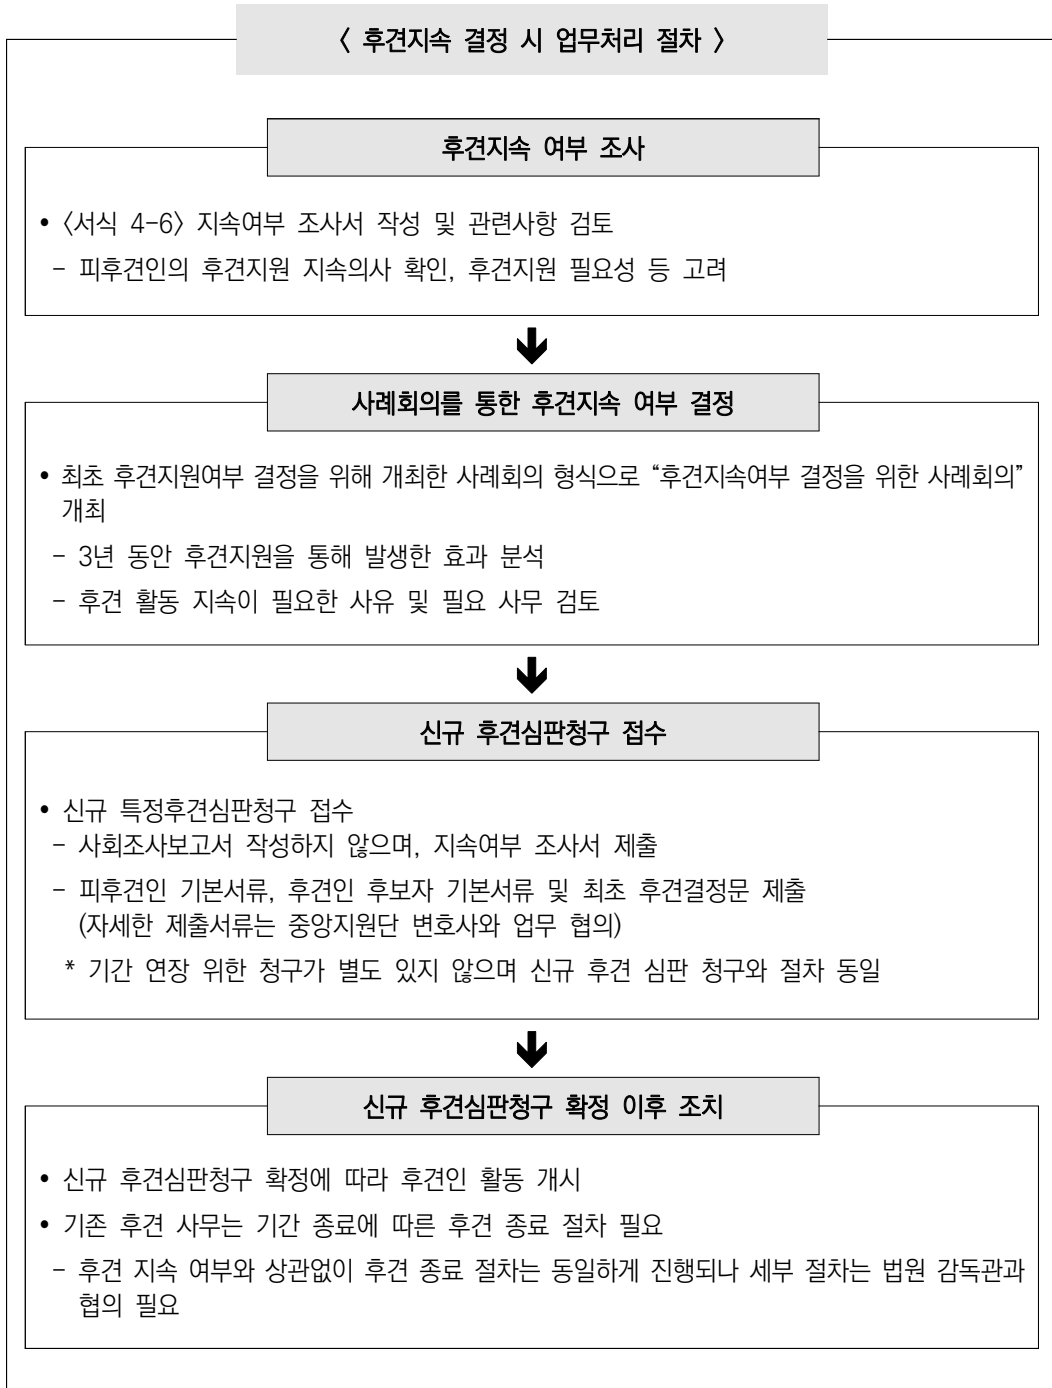 〈 후견지속 결정 시 업무처리 절차 〉
후견지속 여부 조사
• 〈서식 4-6〉 지속여부 조사서 작성 및 관련사항 검토
- 피후견인의 후견지원 지속의사 확인, 후견지원 필요성 등 고려
사례회의를 통한 후견지속 여부 결정
• 최초 후견지원여부 결정을 위해 개최한 사례회의 형식으로 “후견지속여부 결정을 위한 사례회의”
개최
- 3년 동안 후견지원을 통해 발생한 효과 분석
- 후견 활동 지속이 필요한 사유 및 필요 사무 검토
신규 후견심판청구 접수
• 신규 특정후견심판청구 접수
- 사회조사보고서 작성하지 않으며, 지속여부 조사서 제출
- 피후견인 기본서류, 후견인 후보자 기본서류 및 최초 후견결정문 제출
(자세한 제출서류는 중앙지원단 변호사와 업무 협의)
* 기간 연장 위한 청구가 별도 있지 않으며 신규 후견 심판 청구와 절차 동일
신규 후견심판청구 확정 이후 조치
• 신규 후견심판청구 확정에 따라 후견인 활동 개시
• 기존 후견 사무는 기간 종료에 따른 후견 종료 절차 필요
- 후견 지속 여부와 상관없이 후견 종료 절차는 동일하게 진행되나 세부 절차는 법원 감독관과
협의 필요